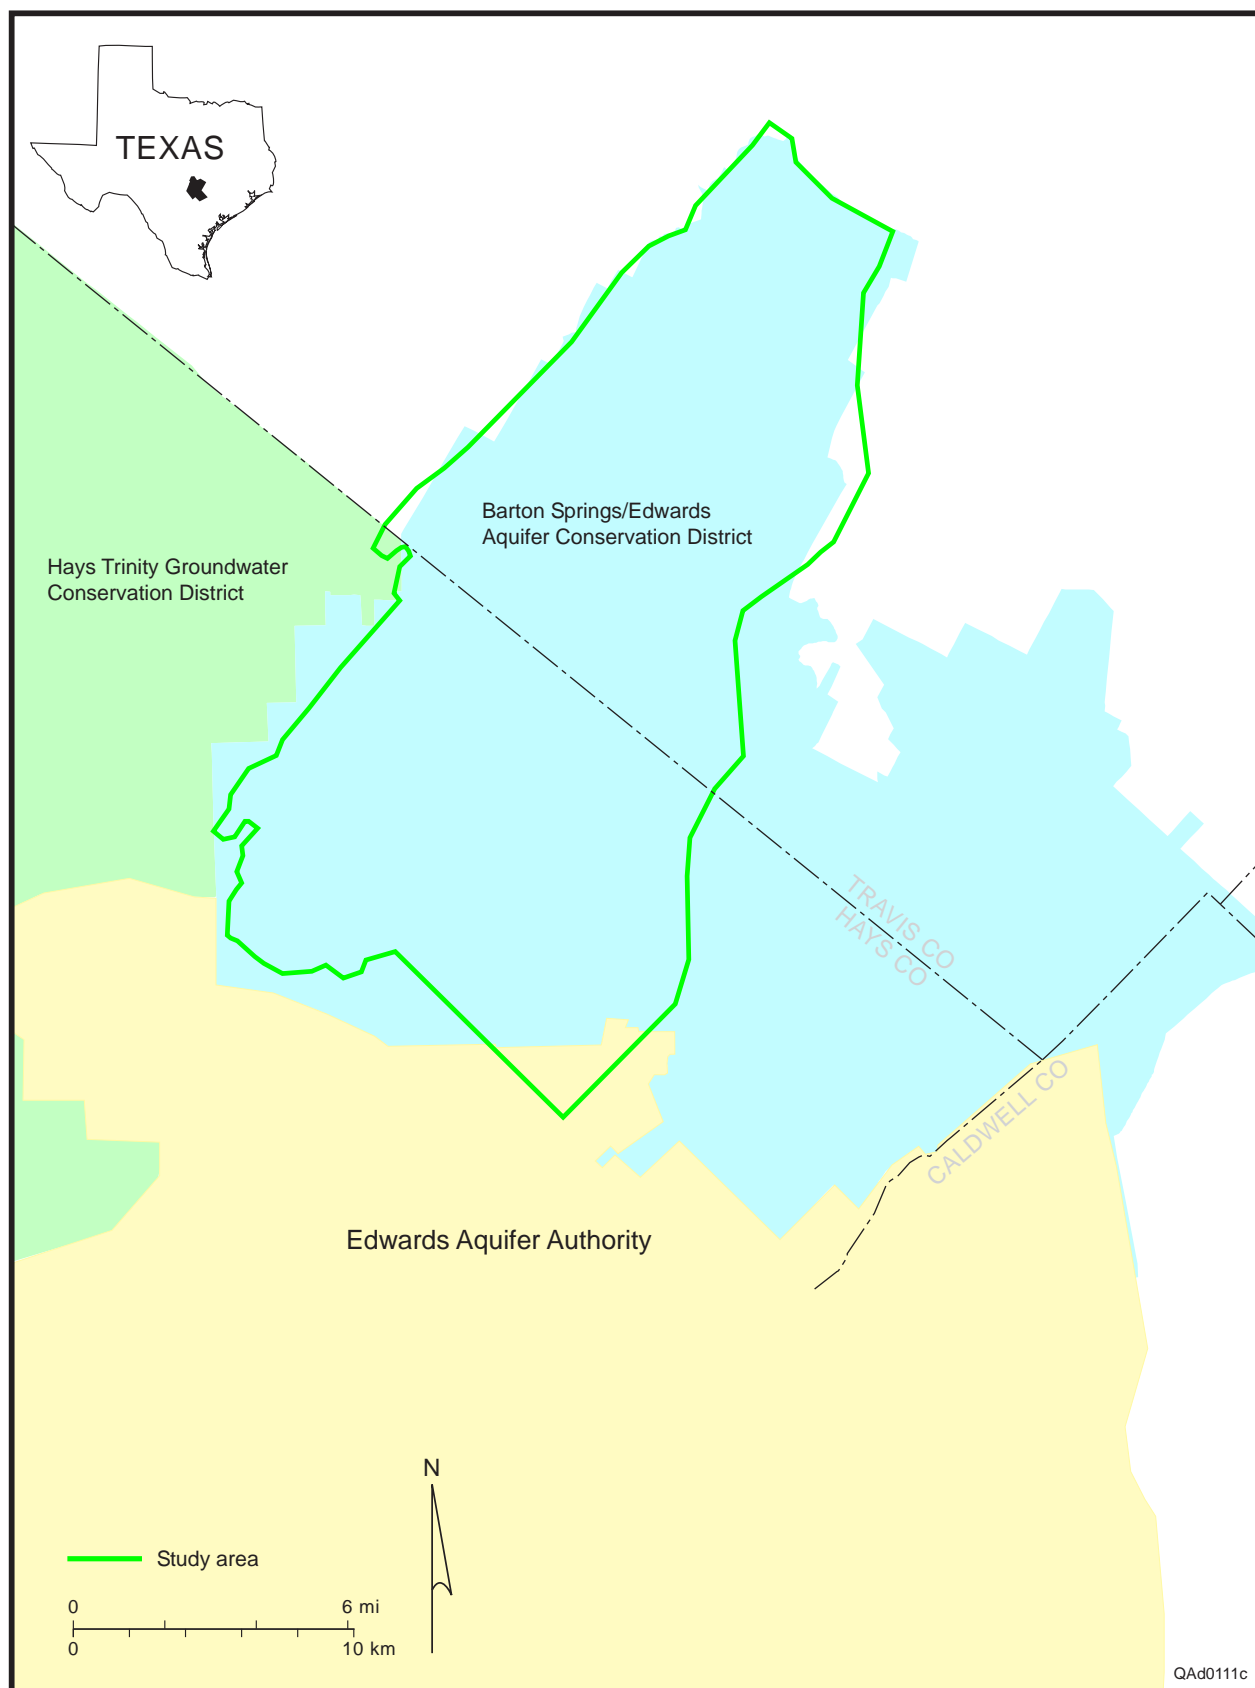 TEXAS
Barton Springs/Edwards
Aquifer Conservation District
Hays Trinity Groundwater
Conservation District
TRAVIS CO
HAYS CO
CALDWELL CO
Edwards Aquifer Authority
N
Study area
0 6 mi
0 10 km
QAd0111c